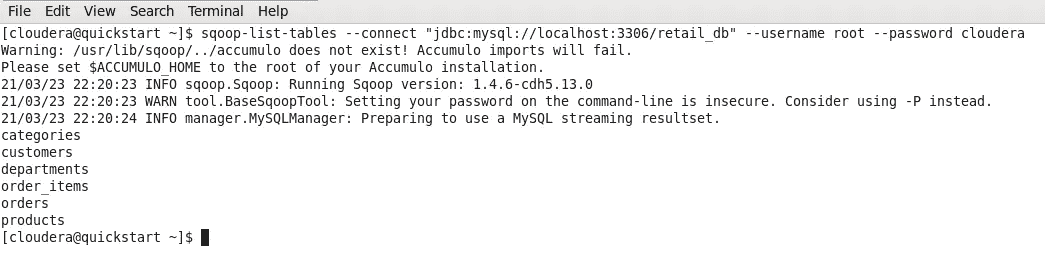 File Edit View Search Terminal Help
[cloudera@quickstart ~]$ sqoop-list-tables --connect "jdbc:mysql://localhost:3306/retail_db" --username root --password cloudera
Warning: /usr/lib/sqoop/../accumulo does not exist! Accumulo imports will fail.
Please set $ACCUMULO_HOME to the root of your Accumulo installation.
21/03/23 22:20:23 INFO sqoop.Sqoop: Running Sqoop version: 1.4.6-cdh5.13.0
21/03/23 22:20:23 WARN tool.BaseSqoopTool: Setting your password on the command-line is insecure. Consider using -P instead.
21/03/23 22:20:24 INFO manager.MySQLManager: Preparing to use a MySQL streaming resultset.
categories
customers
departments
order_items
orders
products
[cloudera@quickstart ~]$